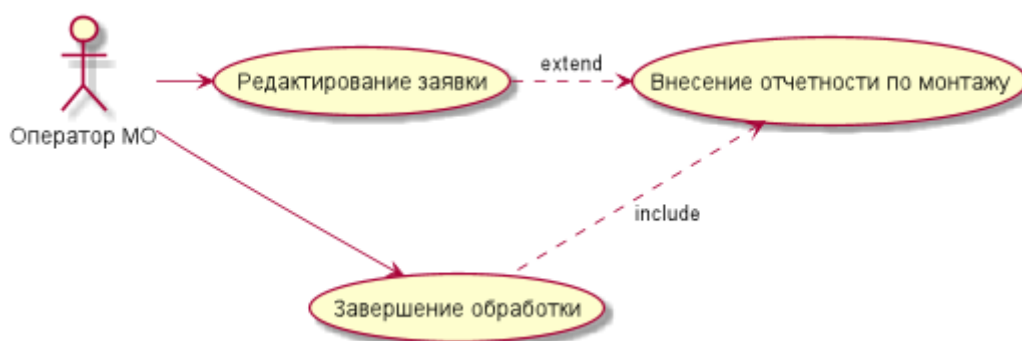 Оператор МО
Редактирование заявки
extend
Внесение отчетности по монтажу
include
Завершение обработки